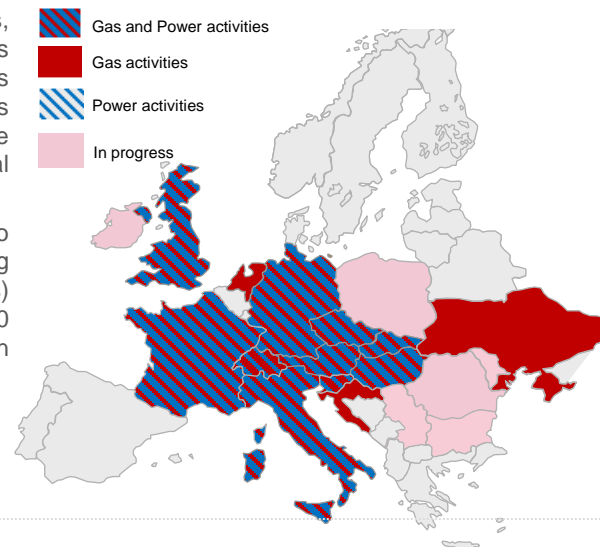 Gas and Power activities
Gas activities
Power activities
In progress